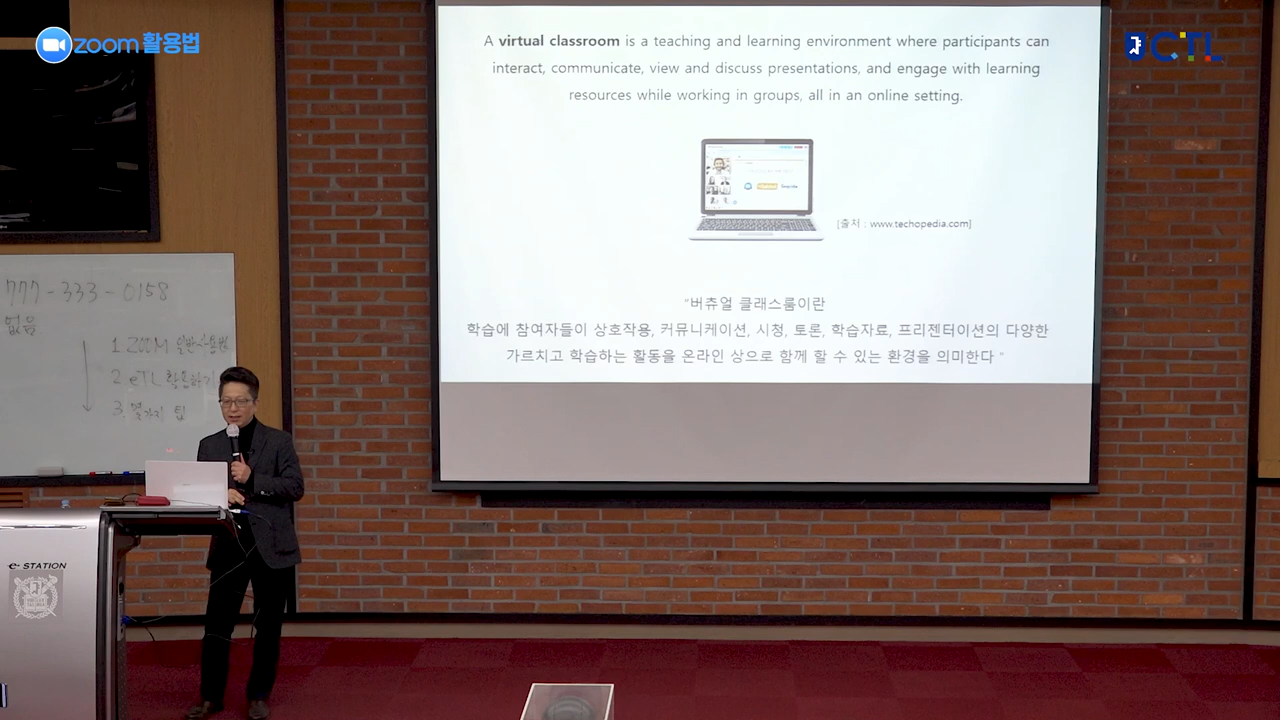 zoom 활용법
CTL
A virtual classroom is a teaching and learning environment where participants can
interact, communicate, view and discuss presentations, and engage with learning
resources while working in groups, all in an online setting.
[출처 : www.techopedia.com]
"버츄얼 클래스룸이란
학습에 참여자들이 상호작용, 커뮤니케이션, 시청, 토론, 학습자료, 프리젠터이션의 다양한
가르치고 학습하는 활동을 온라인 상으로 함께 할 수 있는 환경을 의미한다 "
777-333-0158
없음
1. ZOOM 일반사용법
2. eTL 활용하기
3. 열가지 팁
e-STATION